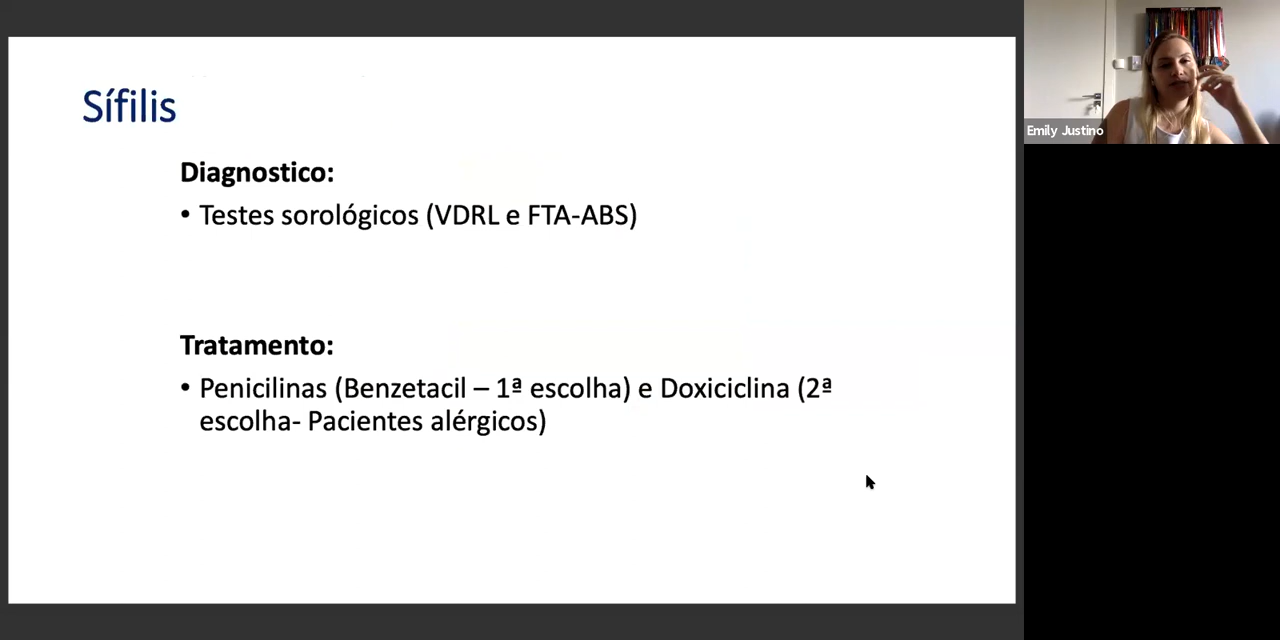 Sífilis
Diagnostico:
• Testes sorológicos (VDRL e FTA-ABS)
Tratamento:
• Penicilinas (Benzetacil – 1ª escolha) e Doxiciclina (2ª
escolha- Pacientes alérgicos)
Emily Justino